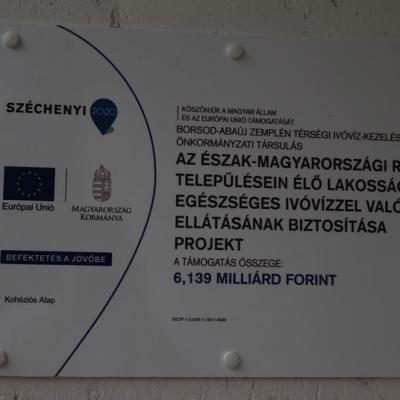 SZÉCHENYI 2020
KÖSZÖNJÜK A MAGYAR ÁLLAM
ÉS AZ EURÓPAI UNIÓ TÁMOGATÁSÁT.
BORSOD-ABAÚJ ZEMPLÉN TÉRSÉGI IVÓVÍZ-KEZELÉS
ÖNKORMÁNYZATI TÁRSULÁS
AZ ÉSZAK-MAGYARORSZÁGI R
TELEPÜLÉSEIN ÉLŐ LAKOSSÁG
EGÉSZSÉGES IVÓVÍZZEL VALÓ
ELLÁTÁSÁNAK BIZTOSÍTÁSA
PROJEKT
A TÁMOGATÁS ÖSSZEGE:
6,139 MILLIÁRD FORINT
Európai Unió
MAGYARORSZÁG
KORMÁNYA
BEFEKTETÉS A JÖVŐBE
Kohéziós Alap